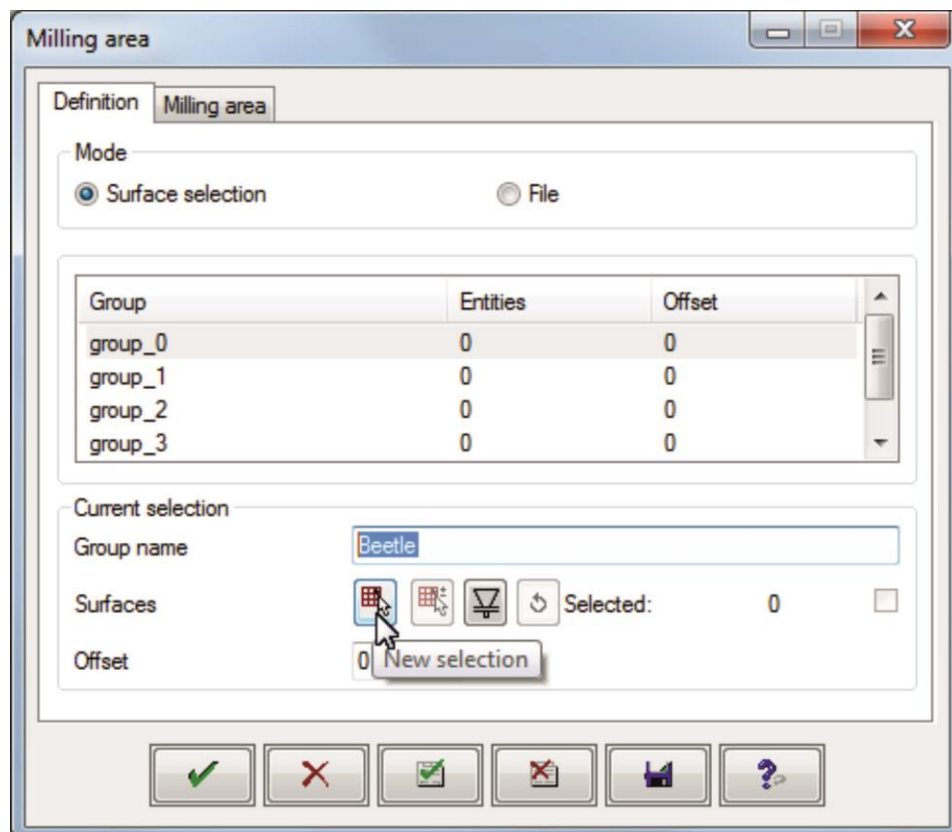 Milling area
Definition Milling area
Mode
Surface selection File
Group Entities Offset
group_0 0 0
group_1 0 0
group_2 0 0
group_3 0 0
Current selection
Group name Beetle
Surfaces Selected: 0
New selection
Offset 0